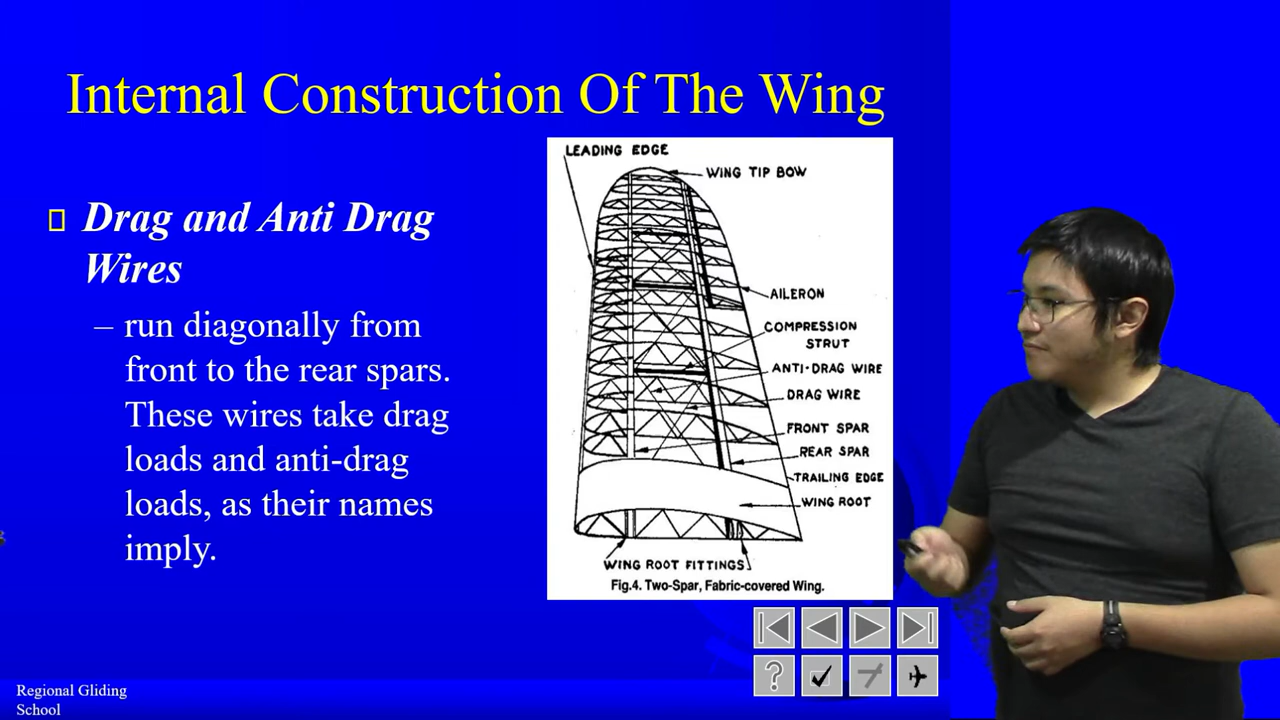 Internal Construction Of The Wing
Drag and Anti Drag
Wires
– run diagonally from
front to the rear spars.
These wires take drag
loads and anti-drag
loads, as their names
imply.
LEADING EDGE
WING TIP BOW
AILERON
COMPRESSION
STRUT
ANTI-DRAG WIRE
DRAG WIRE
FRONT SPAR
REAR SPAR
TRAILING EDGE
WING ROOT
WING ROOT FITTINGS
Fig.4. Two-Spar, Fabric-covered Wing.
?
Regional Gliding
School